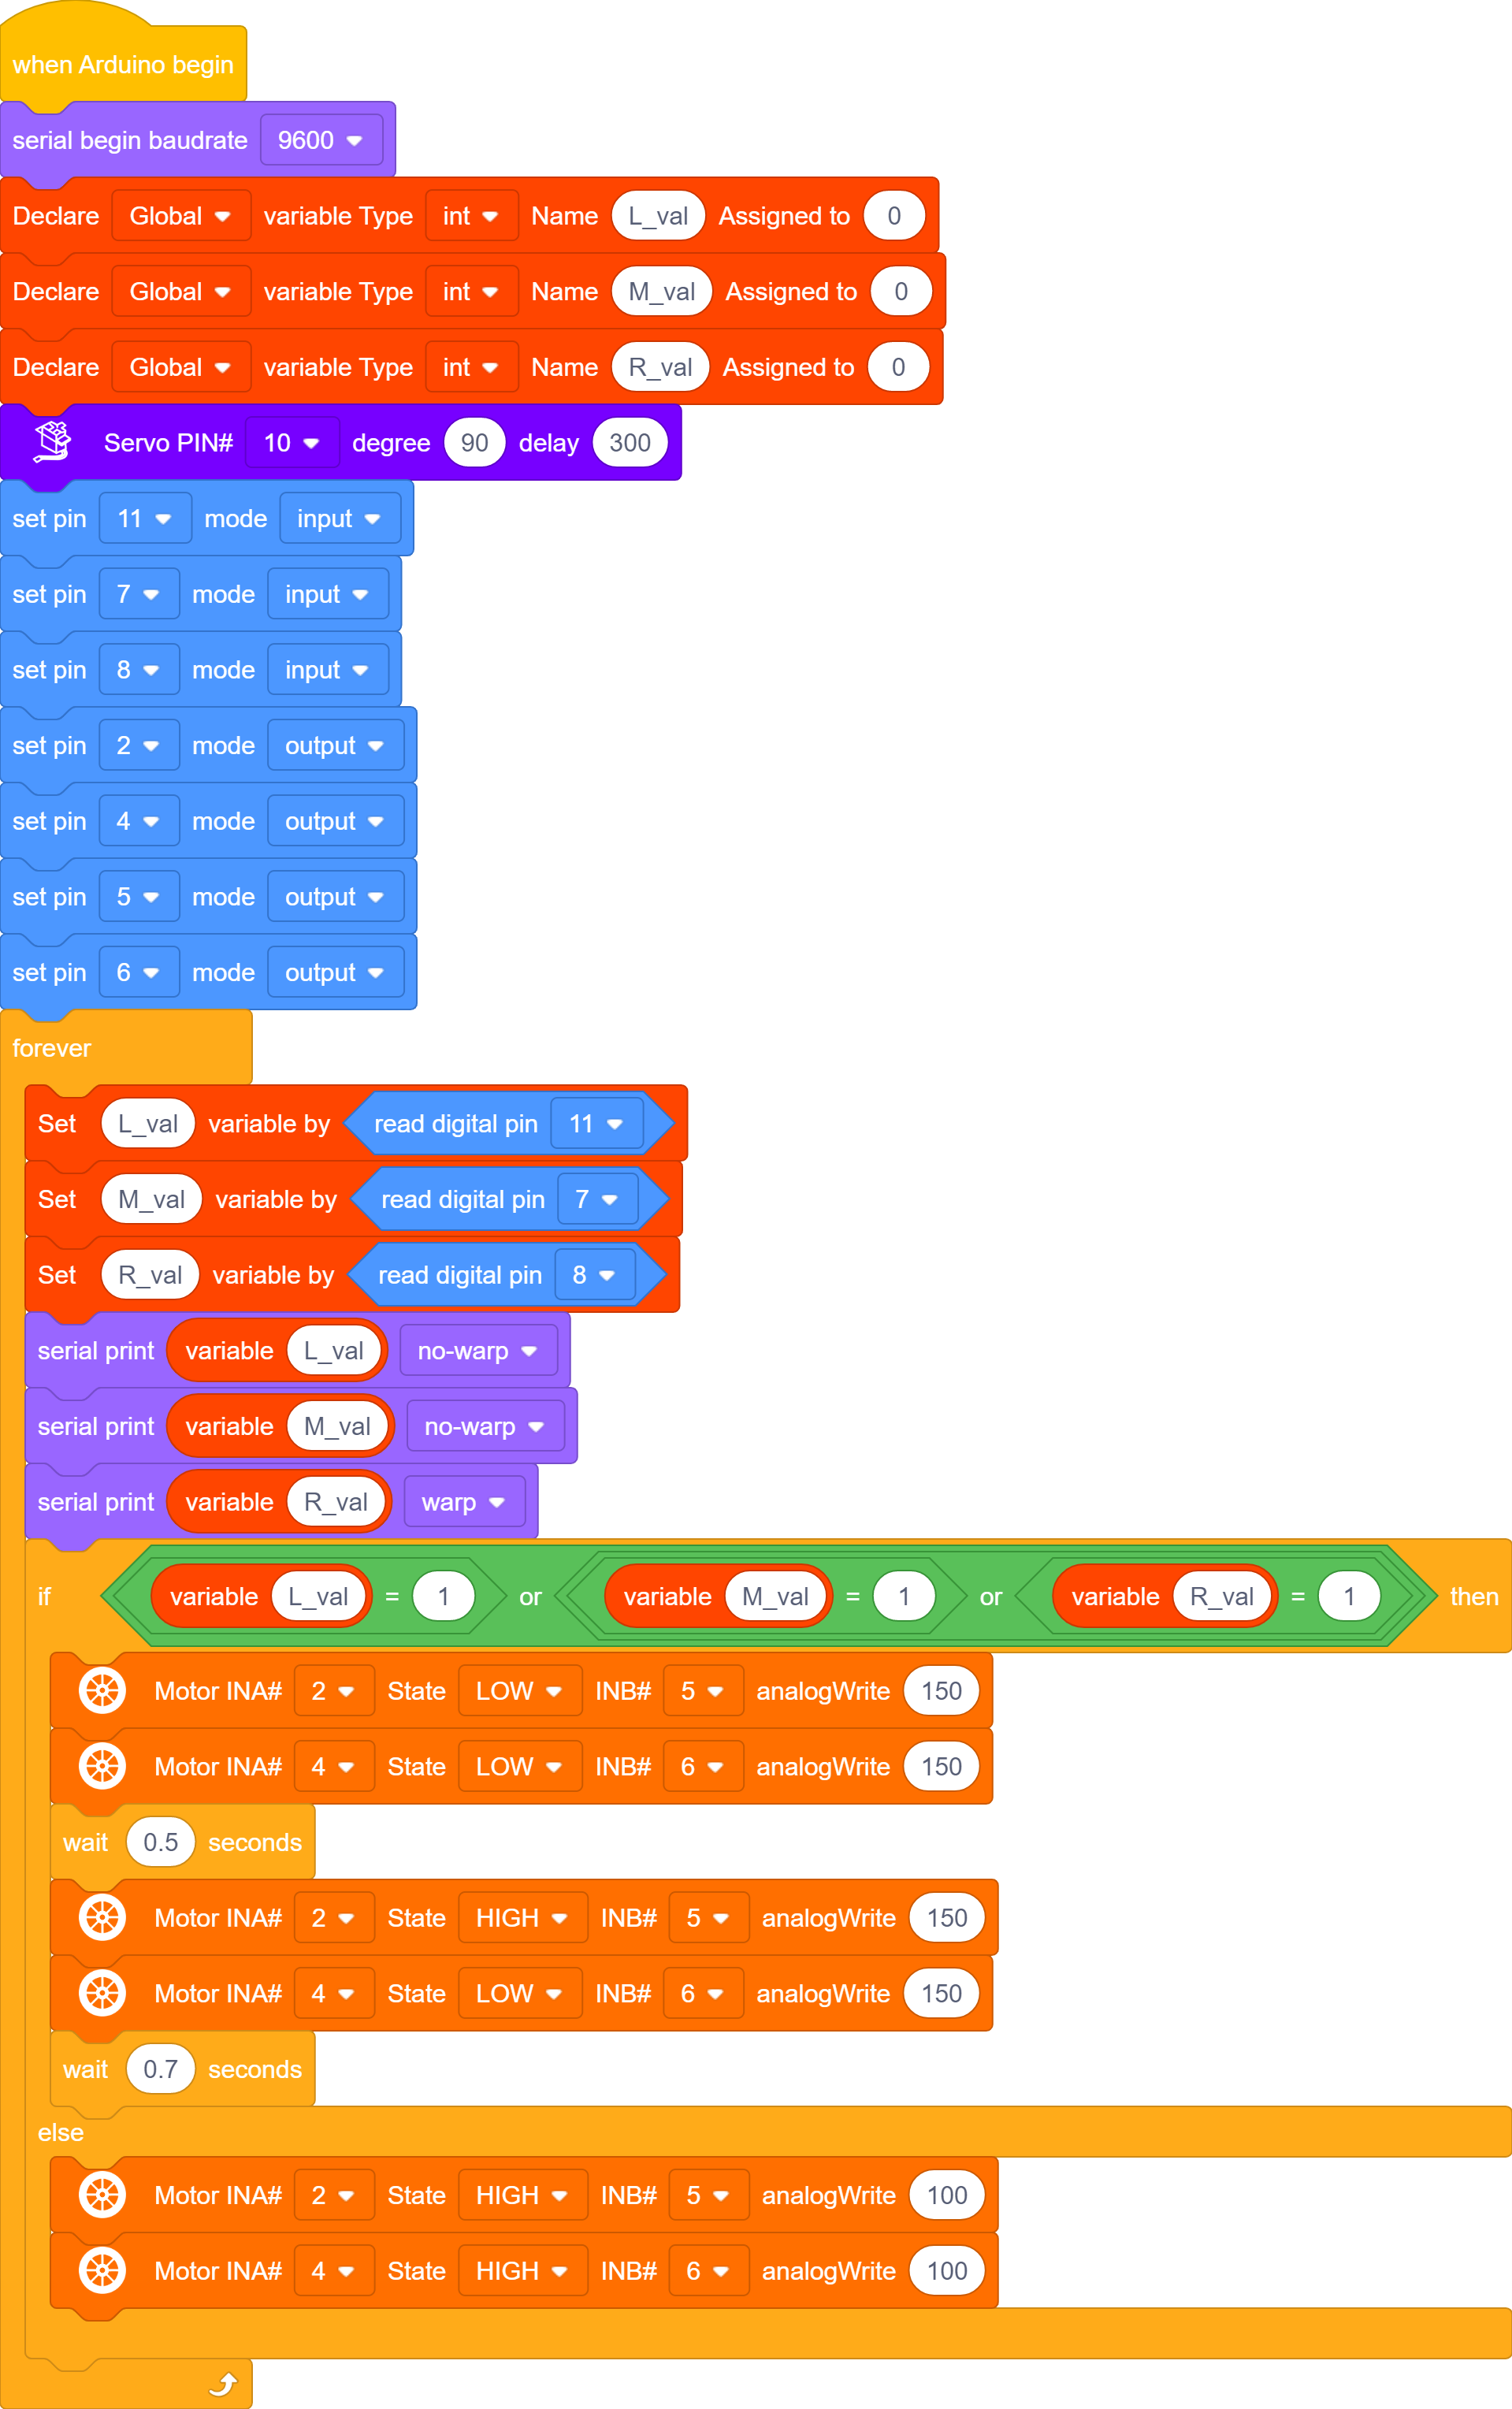 when Arduino begin
serial begin baudrate 9600
Declare Global variable Type int Name L_val Assigned to 0
Declare Global variable Type int Name M_val Assigned to 0
Declare Global variable Type int Name R_val Assigned to 0
Servo PIN# 10 degree 90 delay 300
set pin 11 mode input
set pin 7 mode input
set pin 8 mode input
set pin 2 mode output
set pin 4 mode output
set pin 5 mode output
set pin 6 mode output
forever
Set L_val variable by read digital pin 11
Set M_val variable by read digital pin 7
Set R_val variable by read digital pin 8
serial print variable L_val no-warp
serial print variable M_val no-warp
serial print variable R_val warp
if variable L_val = 1 or variable M_val = 1 or variable R_val = 1 then
Motor INA# 2 State LOW INB# 5 analogWrite 150
Motor INA# 4 State LOW INB# 6 analogWrite 150
wait 0.5 seconds
Motor INA# 2 State HIGH INB# 5 analogWrite 150
Motor INA# 4 State LOW INB# 6 analogWrite 150
wait 0.7 seconds
else
Motor INA# 2 State HIGH INB# 5 analogWrite 100
Motor INA# 4 State HIGH INB# 6 analogWrite 100